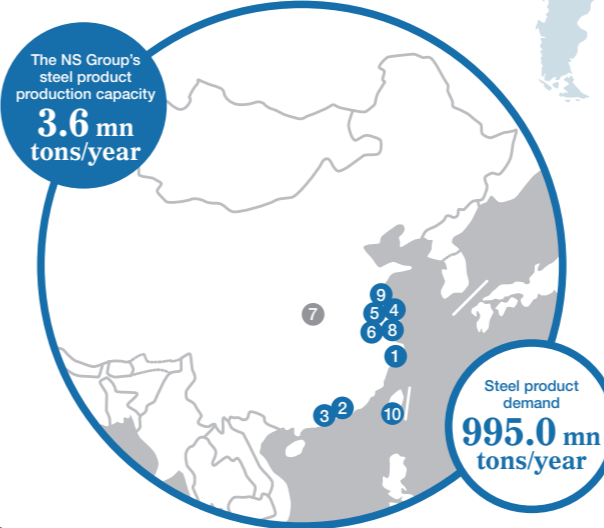 The NS Group's
steel product
production capacity
3.6 mn
tons/year
9
7
5
4
6
8
1
2
3
10
Steel product
demand
995.0 mn
tons/year